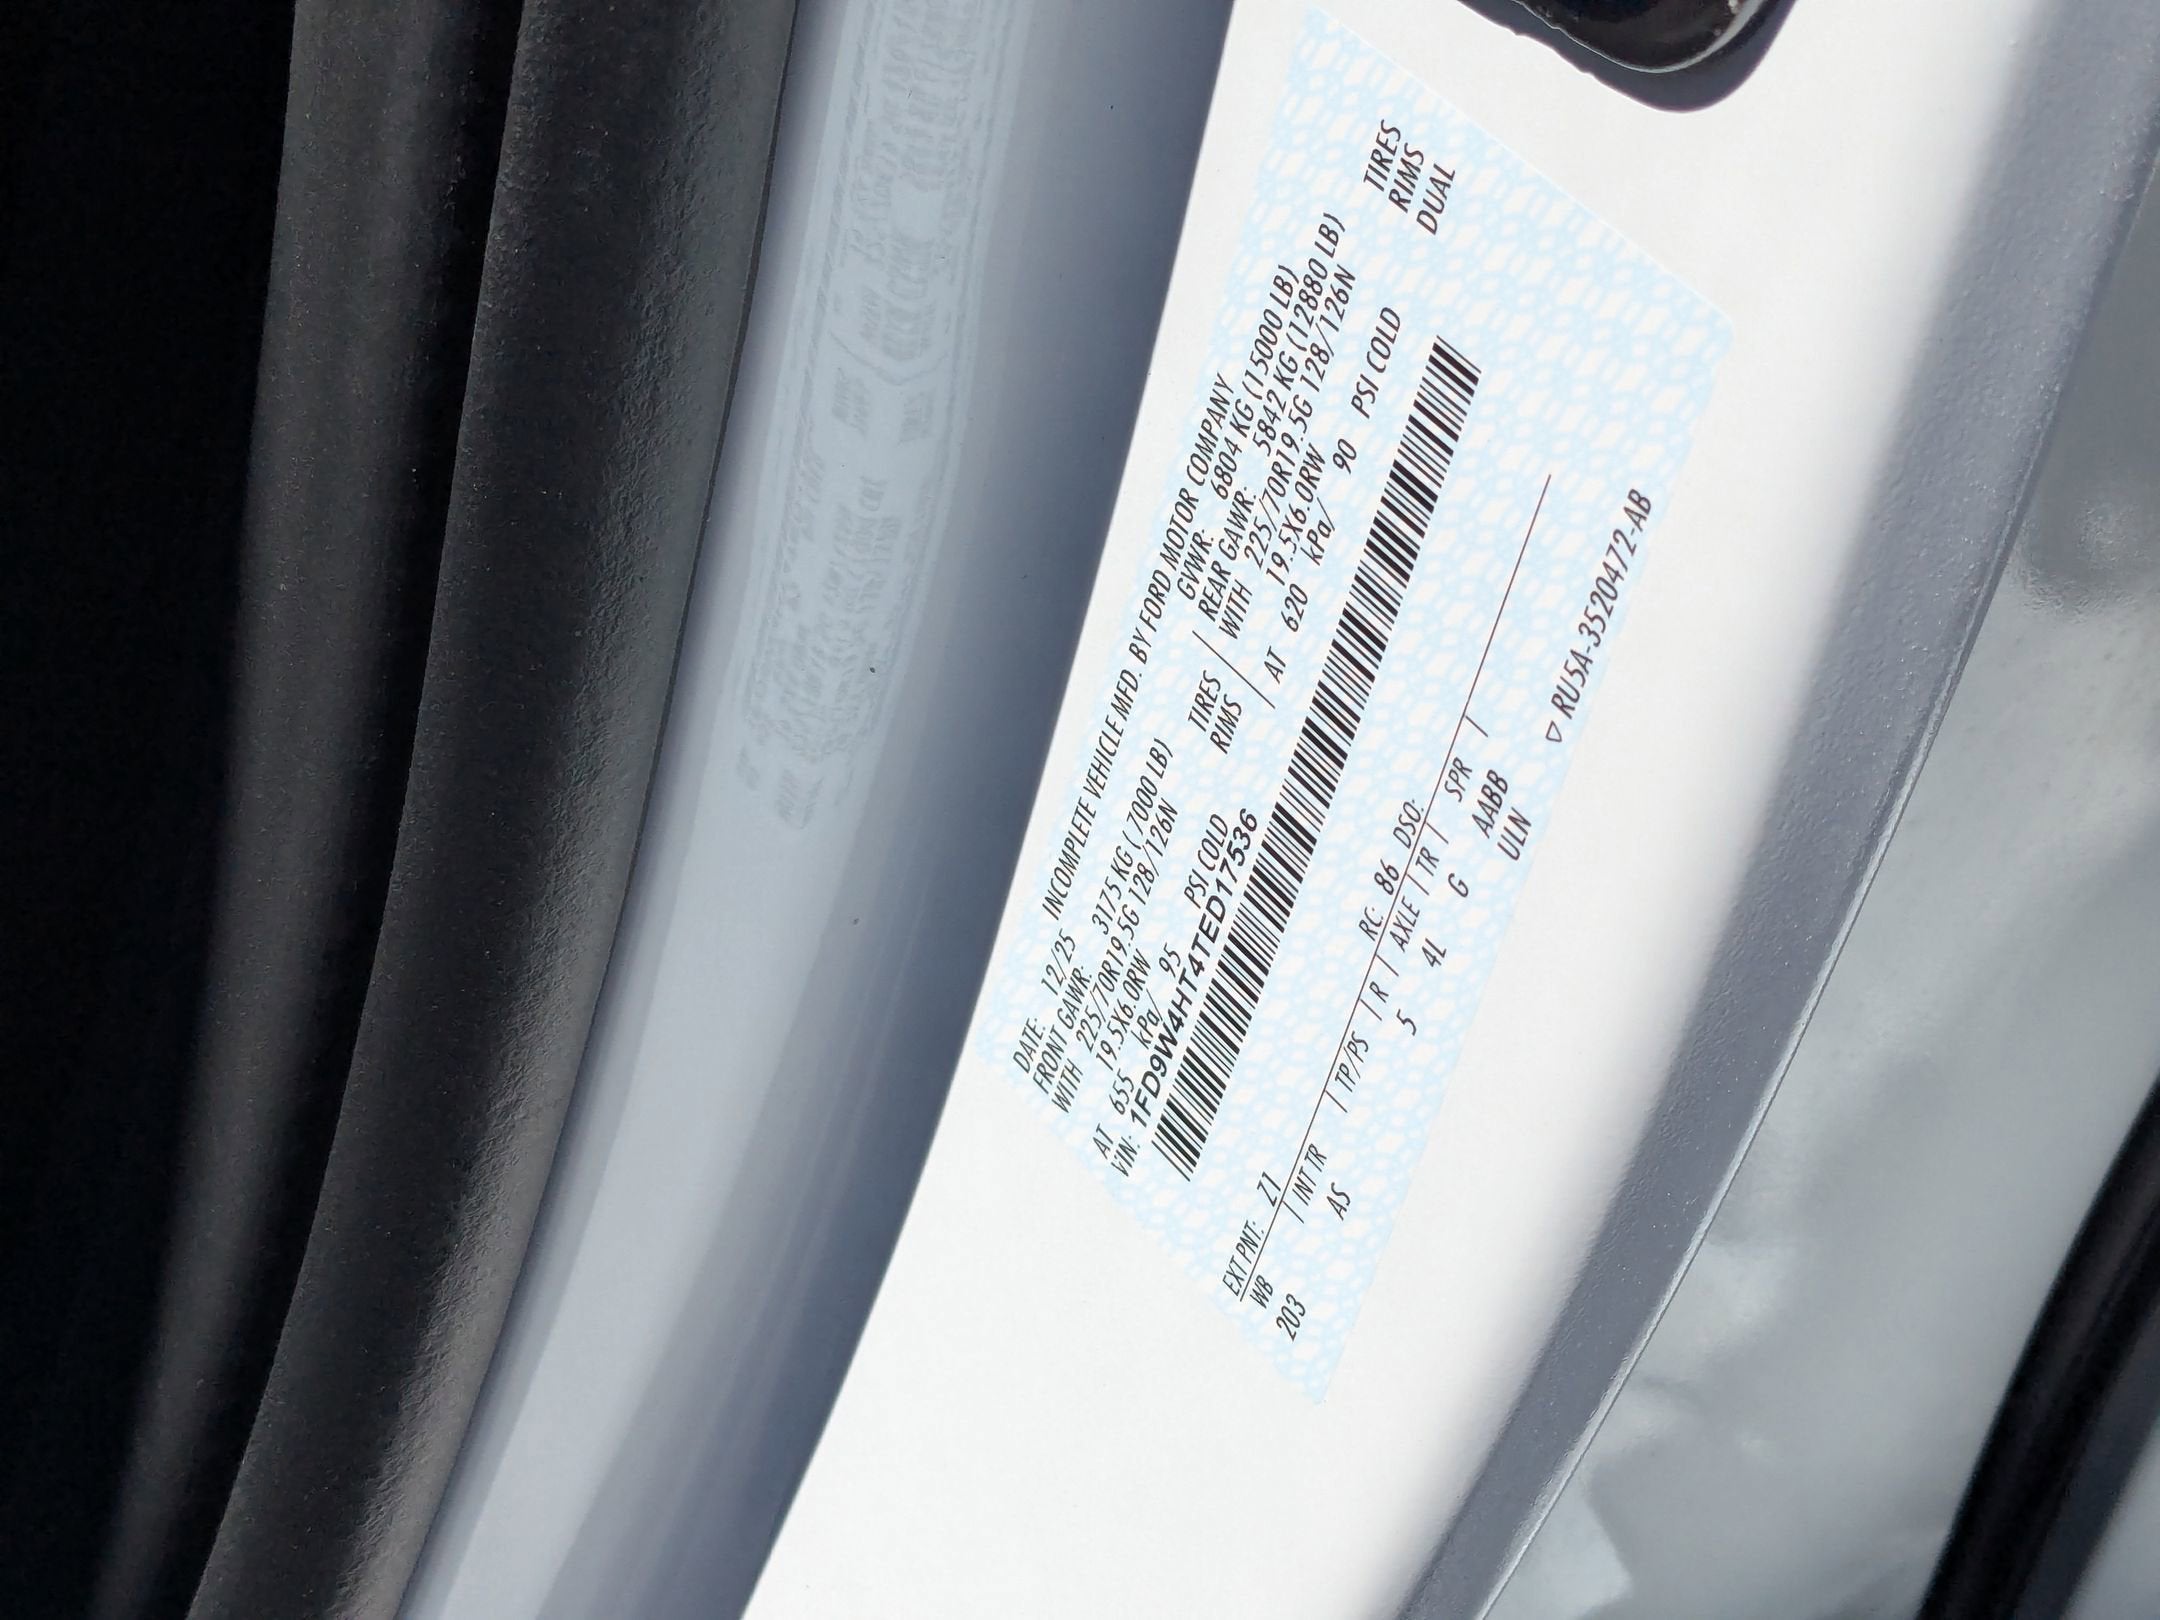 DATE: 12/25 INCOMPLETE VEHICLE MFD. BY FORD MOTOR COMPANY
FRONT GAWR: 3175 KG ( 7000 LB) GVWR: 6804 KG (15000 LB)
WITH 225/70R19.5G 128/126N TIRES REAR GAWR: 5842 KG (12880 LB) TIRES
19.5X6.0RW RIMS WITH 225/70R19.5G 128/126N RIMS
AT 655 kPa/ 95 PSI COLD AT 19.5X6.0RW DUAL
620 kPa/ 90 PSI COLD
VIN: 1FD9W4HT4TED17536
EXT PNT: Z1 RC: 86 DSO:
WB / INT TR / TP/PS / R / AXLE / TR / SPR /
203 AS 5 4L G AABB
ULN
▽ RU5A-3520472-AB